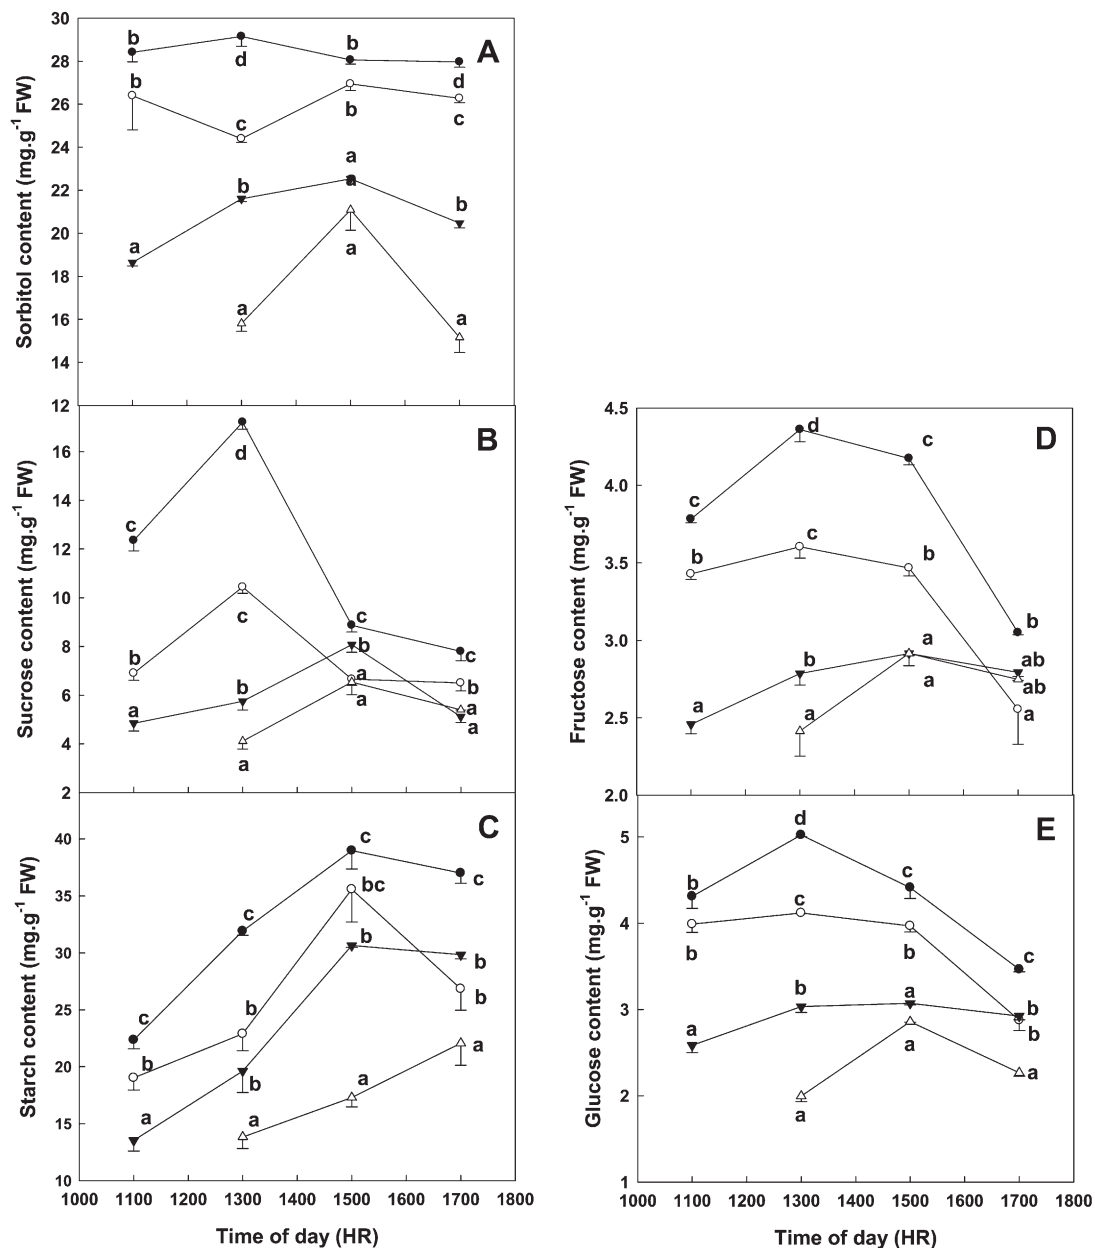 A
Sorbitol content (mg.g-1 FW)
30
28
26
24
22
20
18
16
14
12
b
d
b
d
b
c
b
c
a
b
a
a
b
a
a
a
B
Sucrose content (mg.g-1 FW)
16
14
12
10
8
6
4
2
c
d
c
c
b
c
a
b
a
b
b
a
a
a
a
C
Starch content (mg.g-1 FW)
40
35
30
25
20
15
10
c
c
c
c
b
b
bc
b
a
b
b
b
a
a
a
1000 1100 1200 1300 1400 1500 1600 1700 1800
Time of day (HR)
D
Fructose content (mg.g-1 FW)
4.5
4.0
3.5
3.0
2.5
2.0
c
d
c
b
b
c
b
a
a
b
a
ab
a
a
ab
E
Glucose content (mg.g-1 FW)
5
4
3
2
1
b
d
c
c
b
c
b
b
a
b
a
b
a
a
a
1000 1100 1200 1300 1400 1500 1600 1700 1800
Time of day (HR)